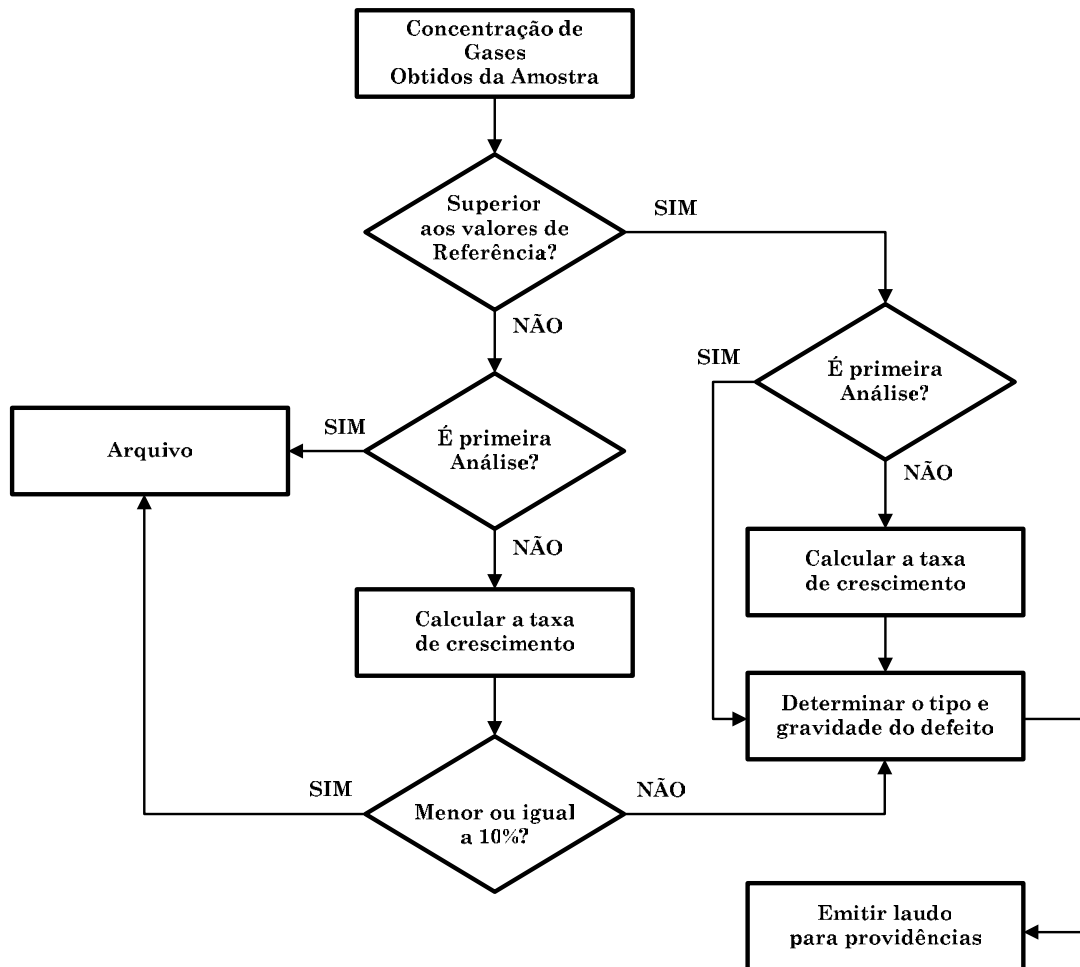 Concentração de
Gases
Obtidos da Amostra
Superior
aos valores de
Referência?
SIM
NÃO
SIM
É primeira
Análise?
Arquivo
SIM
É primeira
Análise?
NÃO
NÃO
Calcular a taxa
de crescimento
Calcular a taxa
de crescimento
Determinar o tipo e
gravidade do defeito
SIM
NÃO
Menor ou igual
a 10%?
Emitir laudo
para providências